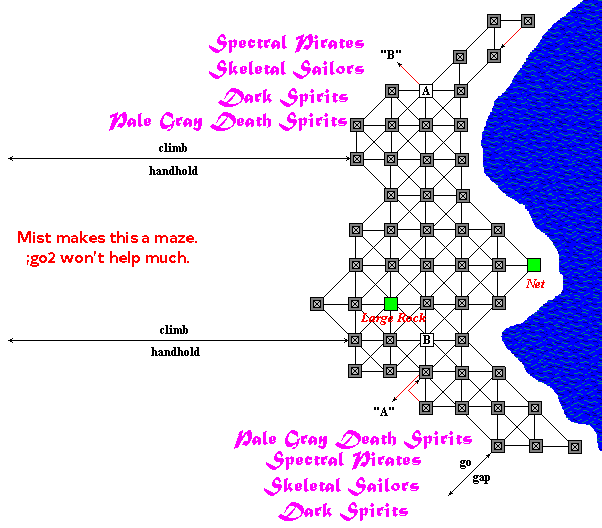 Spectral Pirates
"B"
Skeletal Sailors
A
Dark Spirits
Pale Gray Death Spirits
climb
handhold
Mist makes this a maze.
;go2 won't help much.
Net
Large Rock
climb
B
handhold
"A"
Pale Gray Death Spirits
Spectral Pirates
go
gap
Skeletal Sailors
Dark Spirits